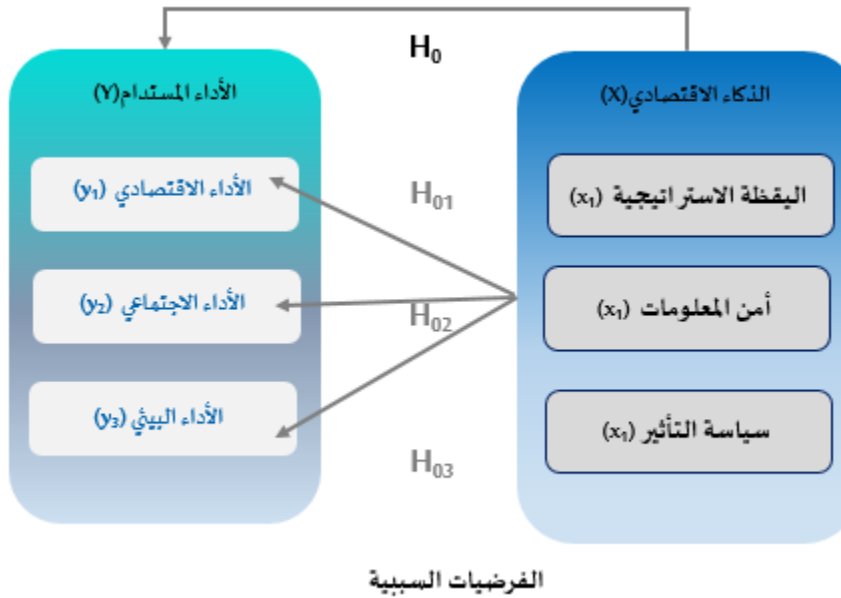 H₀
الذكاء الاقتصادي(X)
اليقظة الاستراتيجية (x₁)
أمن المعلومات (x₁)
سياسة التأثير (x₁)
H₀₁
H₀₂
H₀₃
الأداء المستدام(Y)
الأداء الاقتصادي (y₁)
الأداء الاجتماعي (y₂)
الأداء البيئي (y₃)
الفرضيات السببية